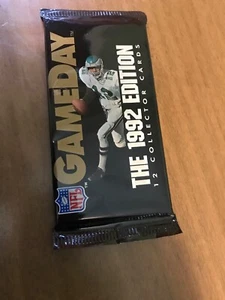 GAMEDAY
THE 1992 EDITION
12 COLLECTOR CARDS
NFL